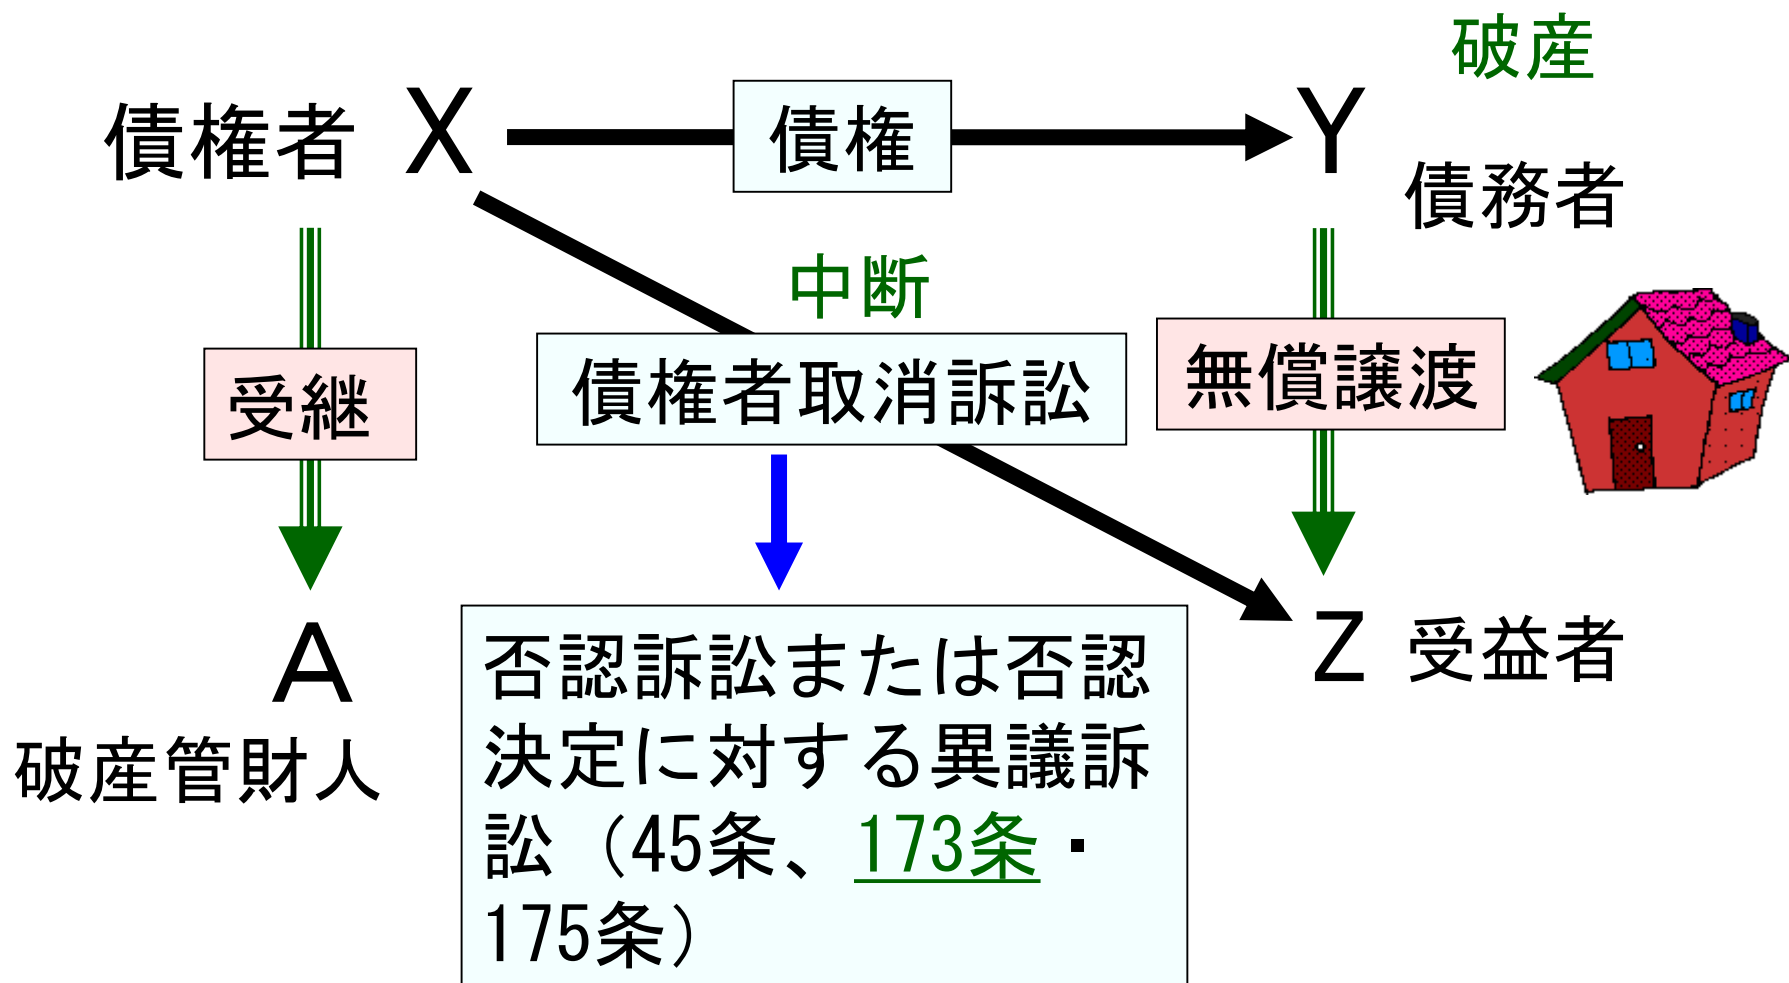 破産
債権者 X
債権
Y
債務者
中断
受継
債権者取消訴訟
無償譲渡
A
破産管財人
否認訴訟または否認
決定に対する異議訴
訟（45条、173条・
175条）
Z 受益者